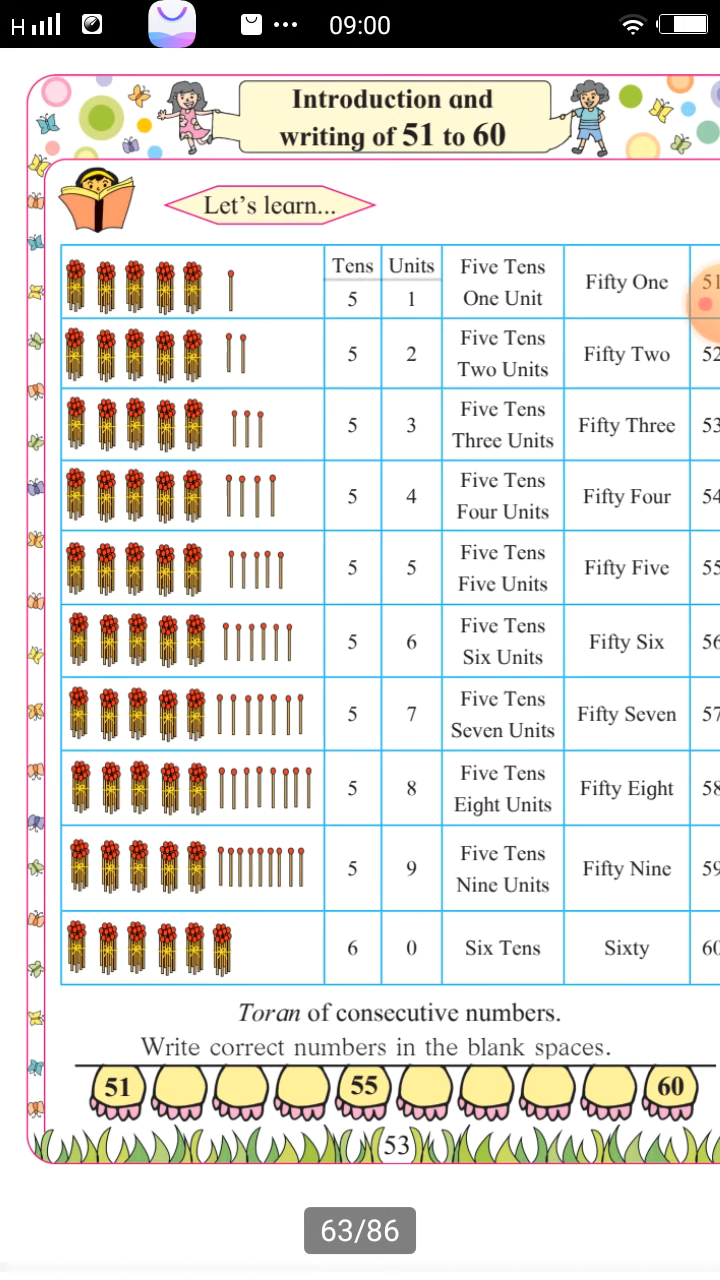 H 09:00
Introduction and
writing of 51 to 60
Let's learn...
Tens Units Five Tens Fifty One 51
5 1 One Unit
5 2 Five Tens Fifty Two 52
Two Units
5 3 Five Tens Fifty Three 53
Three Units
5 4 Five Tens Fifty Four 54
Four Units
5 5 Five Tens Fifty Five 55
Five Units
5 6 Five Tens Fifty Six 56
Six Units
5 7 Five Tens Fifty Seven 57
Seven Units
5 8 Five Tens Fifty Eight 58
Eight Units
5 9 Five Tens Fifty Nine 59
Nine Units
6 0 Six Tens Sixty 60
Toran of consecutive numbers.
Write correct numbers in the blank spaces.
51 55 60
53
63/86